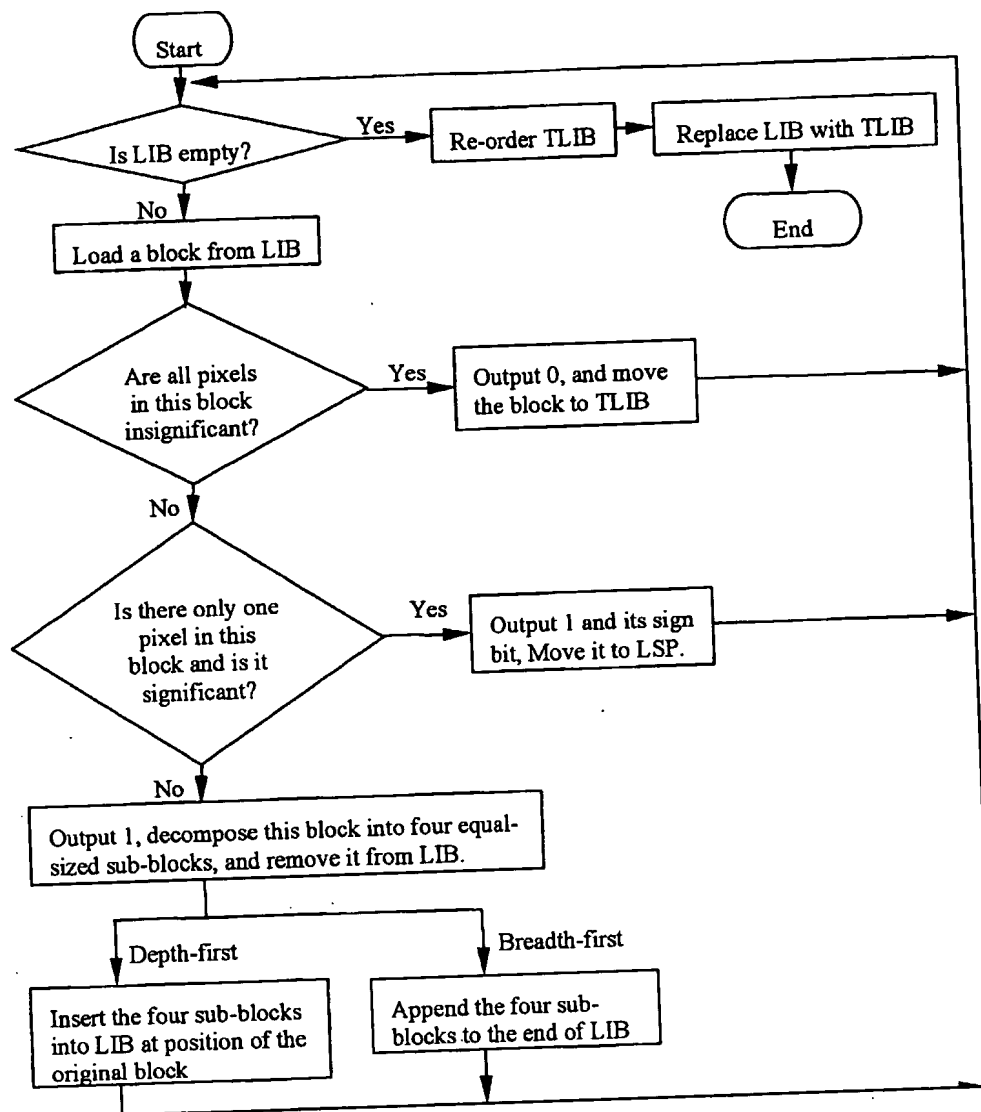 Start
Is LIB empty?
Yes
Re-order TLIB
Replace LIB with TLIB
End
No
Load a block from LIB
Are all pixels
in this block
insignificant?
Yes
Output 0, and move
the block to TLIB
No
Is there only one
pixel in this
block and is it
significant?
Yes
Output 1 and its sign
bit, Move it to LSP.
No
Output 1, decompose this block into four equal-
sized sub-blocks, and remove it from LIB.
Depth-first
Breadth-first
Insert the four sub-blocks
into LIB at position of the
original block
Append the four sub-
blocks to the end of LIB